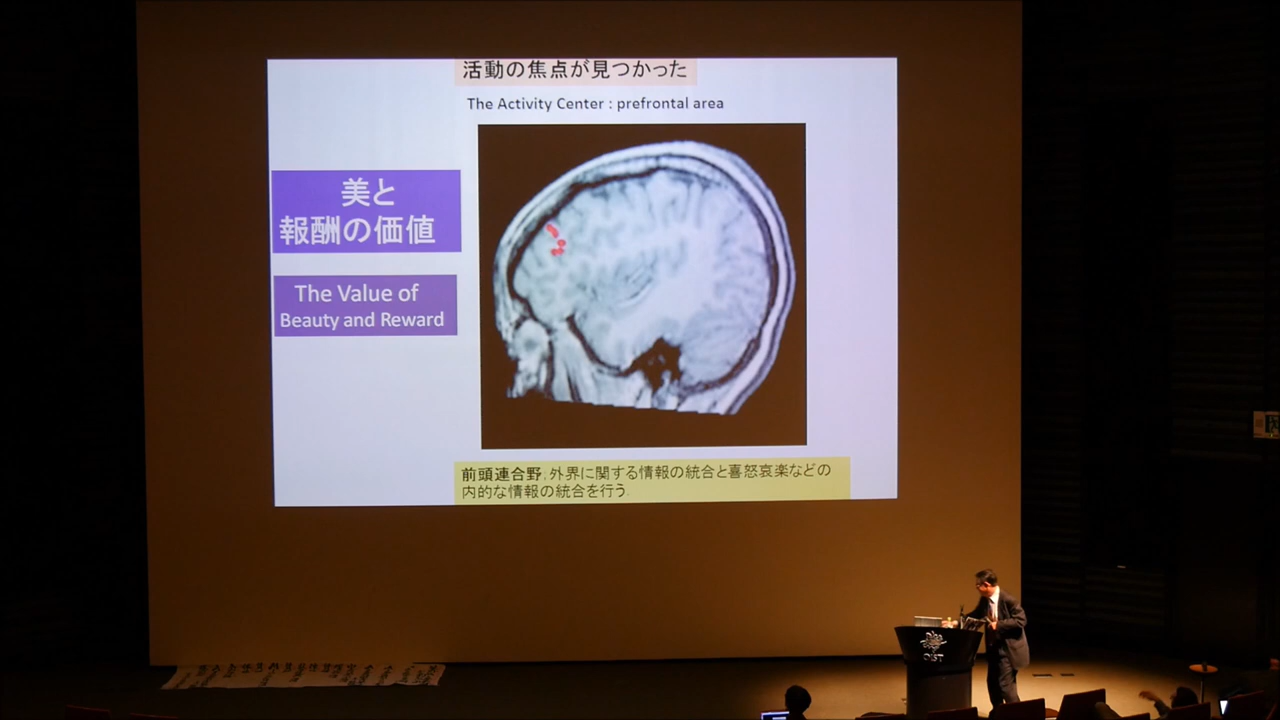 活動の焦点が見つかった
The Activity Center : prefrontal area
美と
報酬の価値
The Value of
Beauty and Reward
前頭連合野:外界に関する情報の統合と喜怒哀楽などの
内的な情報の統合を行う.
OIST